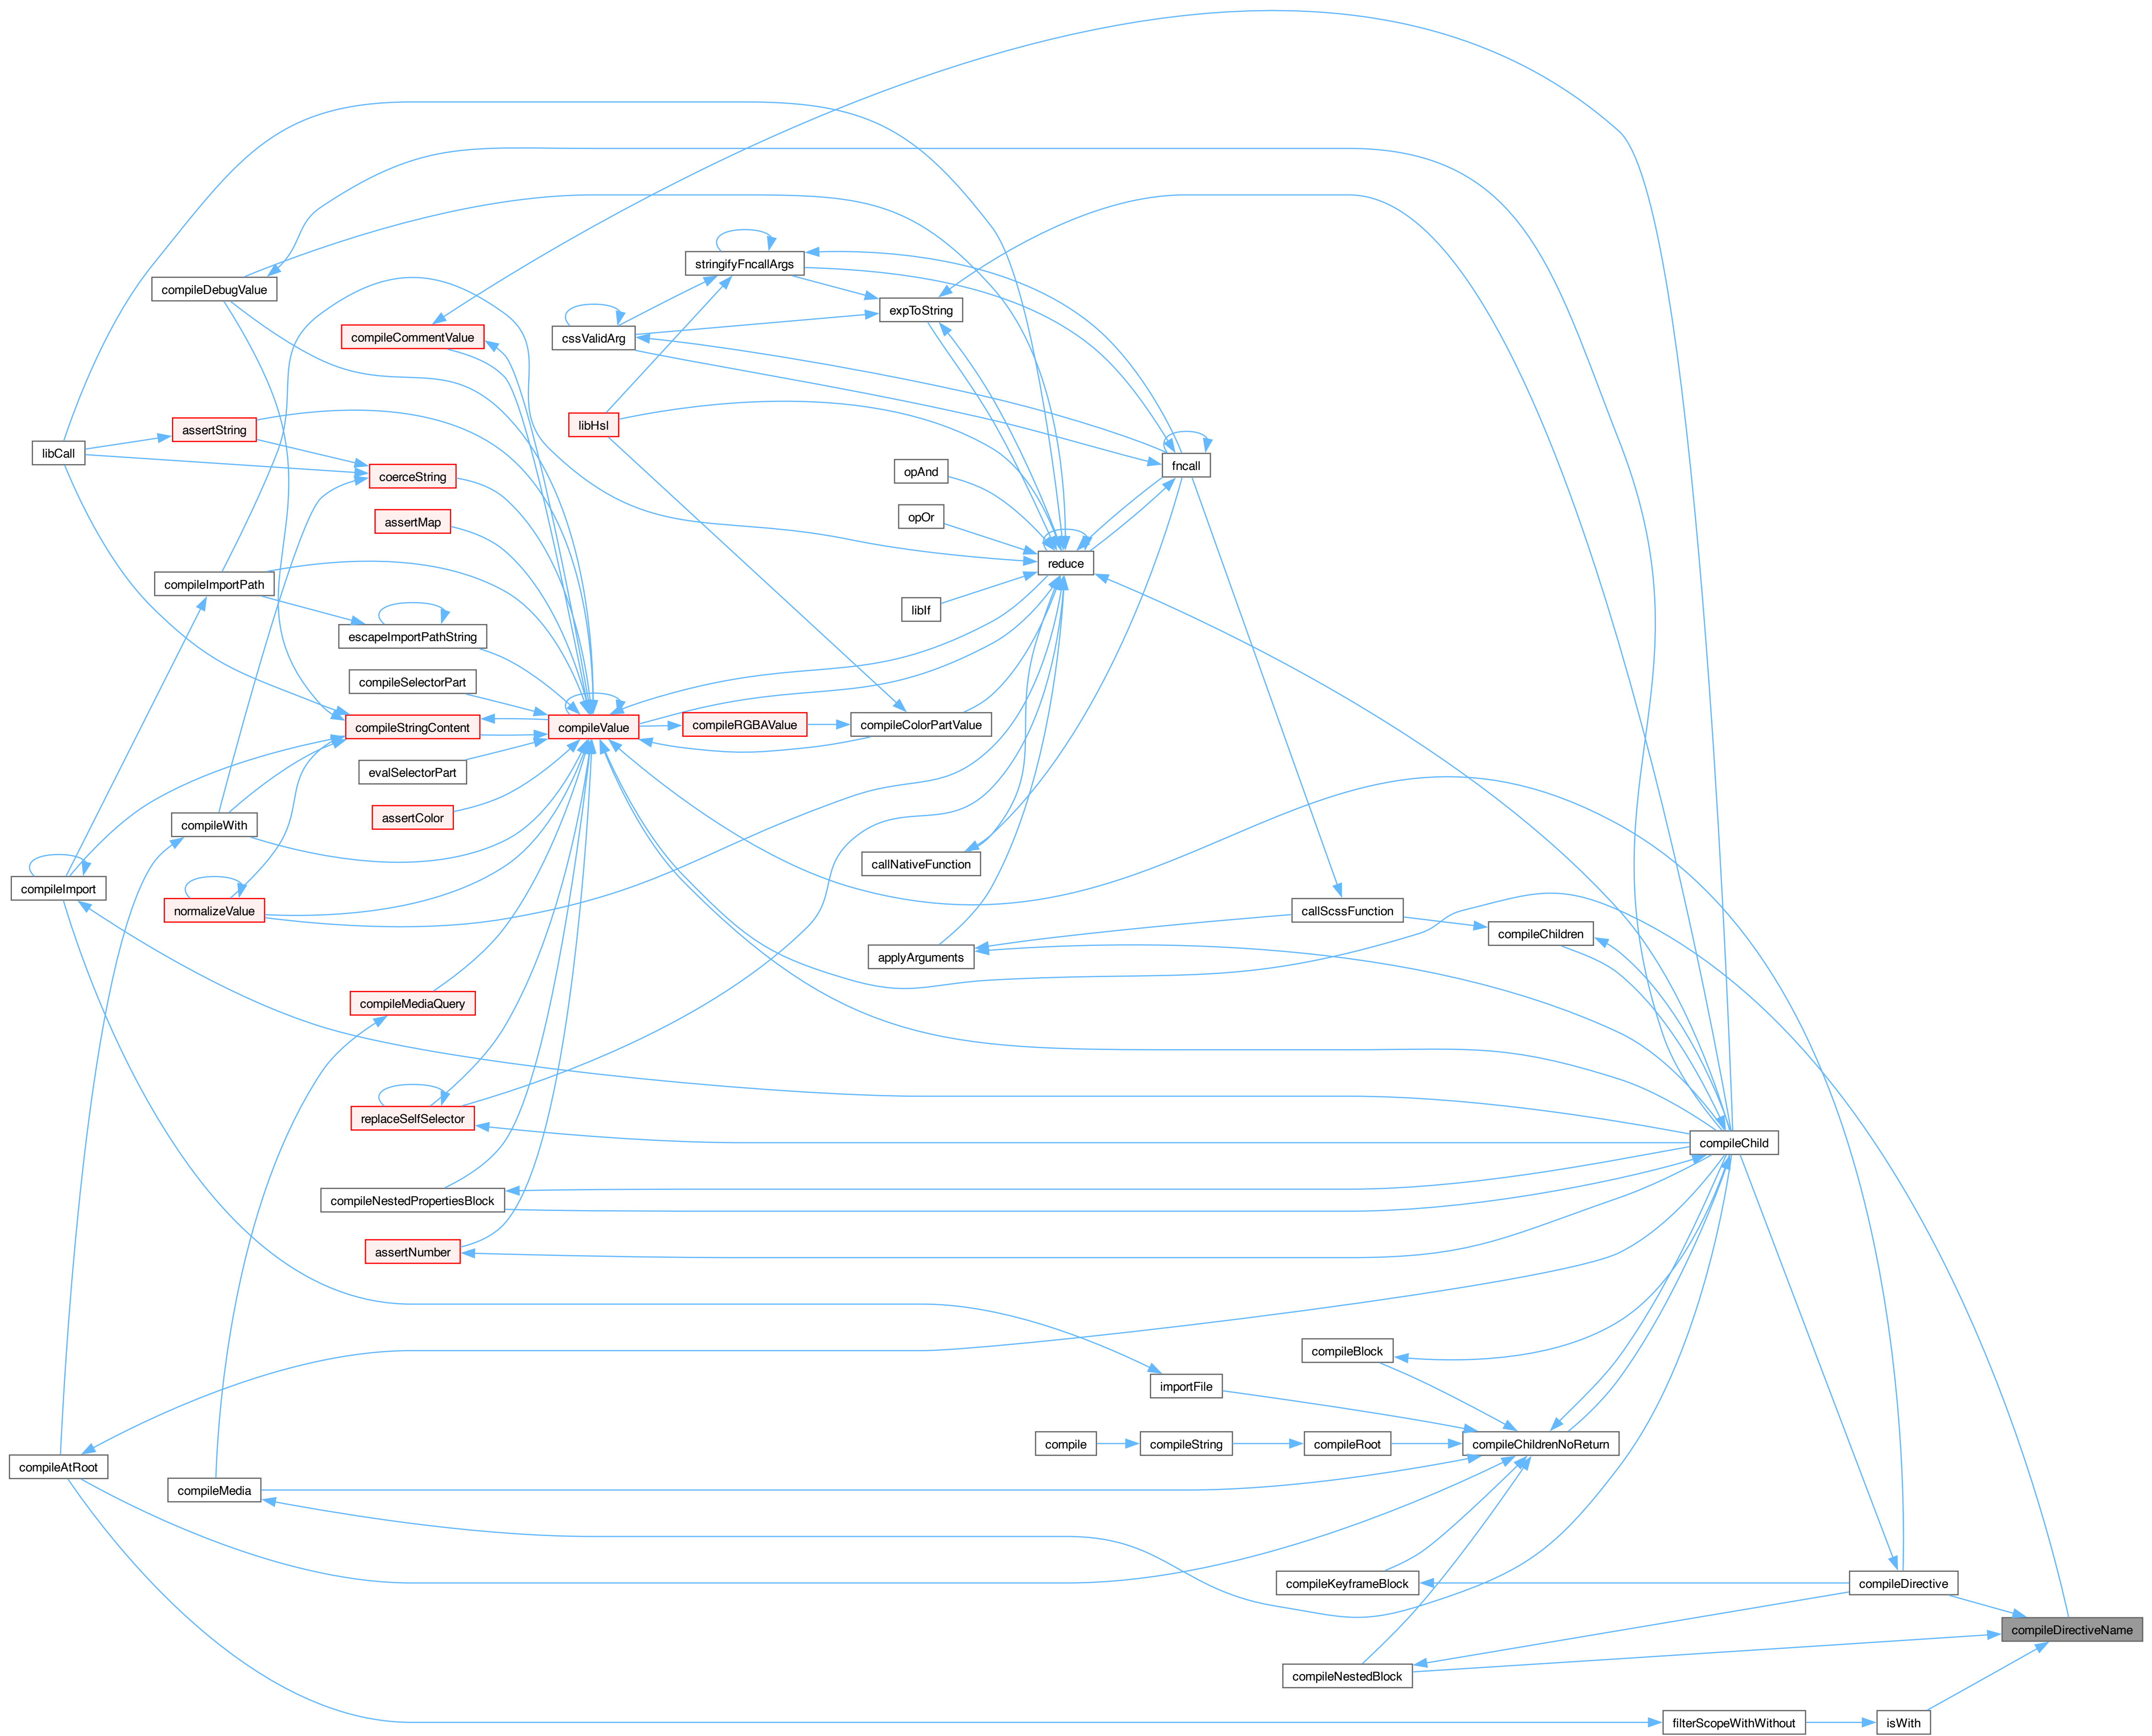 stringifyFncallArgs
compileDebugValue
expToString
compileCommentValue
cssValidArg
libHsl
assertString
libCall
fncall
opAnd
coerceString
assertMap
opOr
reduce
compileImportPath
libIf
escapeImportPathString
compileSelectorPart
compileStringContent
compileValue
compileRGBAValue
compileColorPartValue
evalSelectorPart
assertColor
compileWith
callNativeFunction
compileImport
normalizeValue
callScssFunction
compileChildren
applyArguments
compileMediaQuery
replaceSelfSelector
compileChild
compileNestedPropertiesBlock
assertNumber
compileBlock
importFile
compile
compileString
compileRoot
compileChildrenNoReturn
compileAtRoot
compileMedia
compileKeyframeBlock
compileDirective
compileDirectiveName
compileNestedBlock
filterScopeWithWithout
isWith